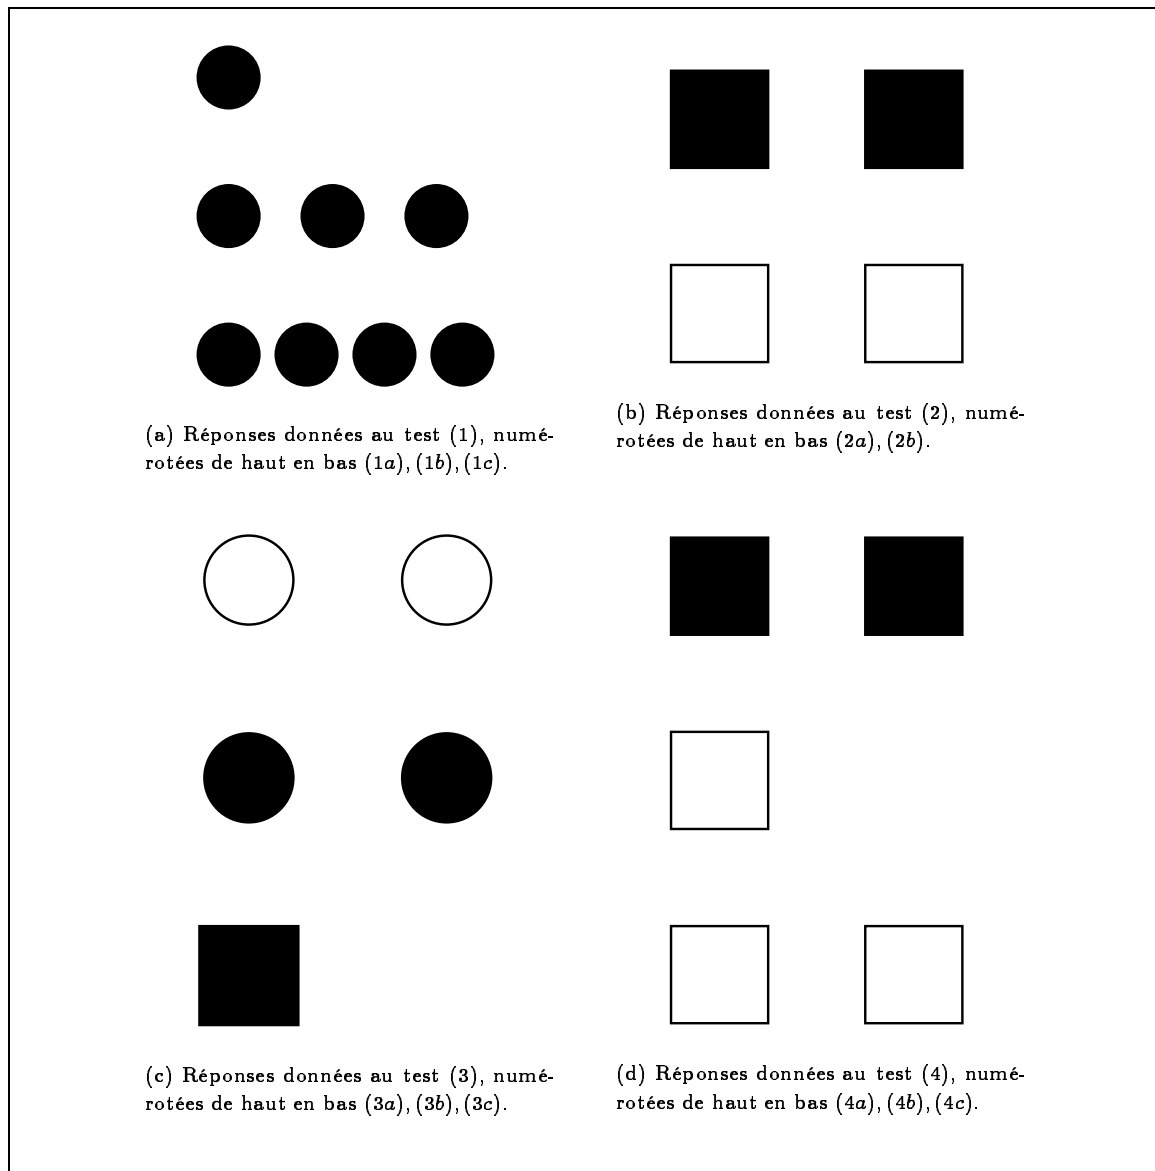 (a) Réponses données au test (1), numé-
rotées de haut en bas (1a), (1b), (1c).
(b) Réponses données au test (2), numé-
rotées de haut en bas (2a), (2b).
(c) Réponses données au test (3), numé-
rotées de haut en bas (3a), (3b), (3c).
(d) Réponses données au test (4), numé-
rotées de haut en bas (4a), (4b), (4c).